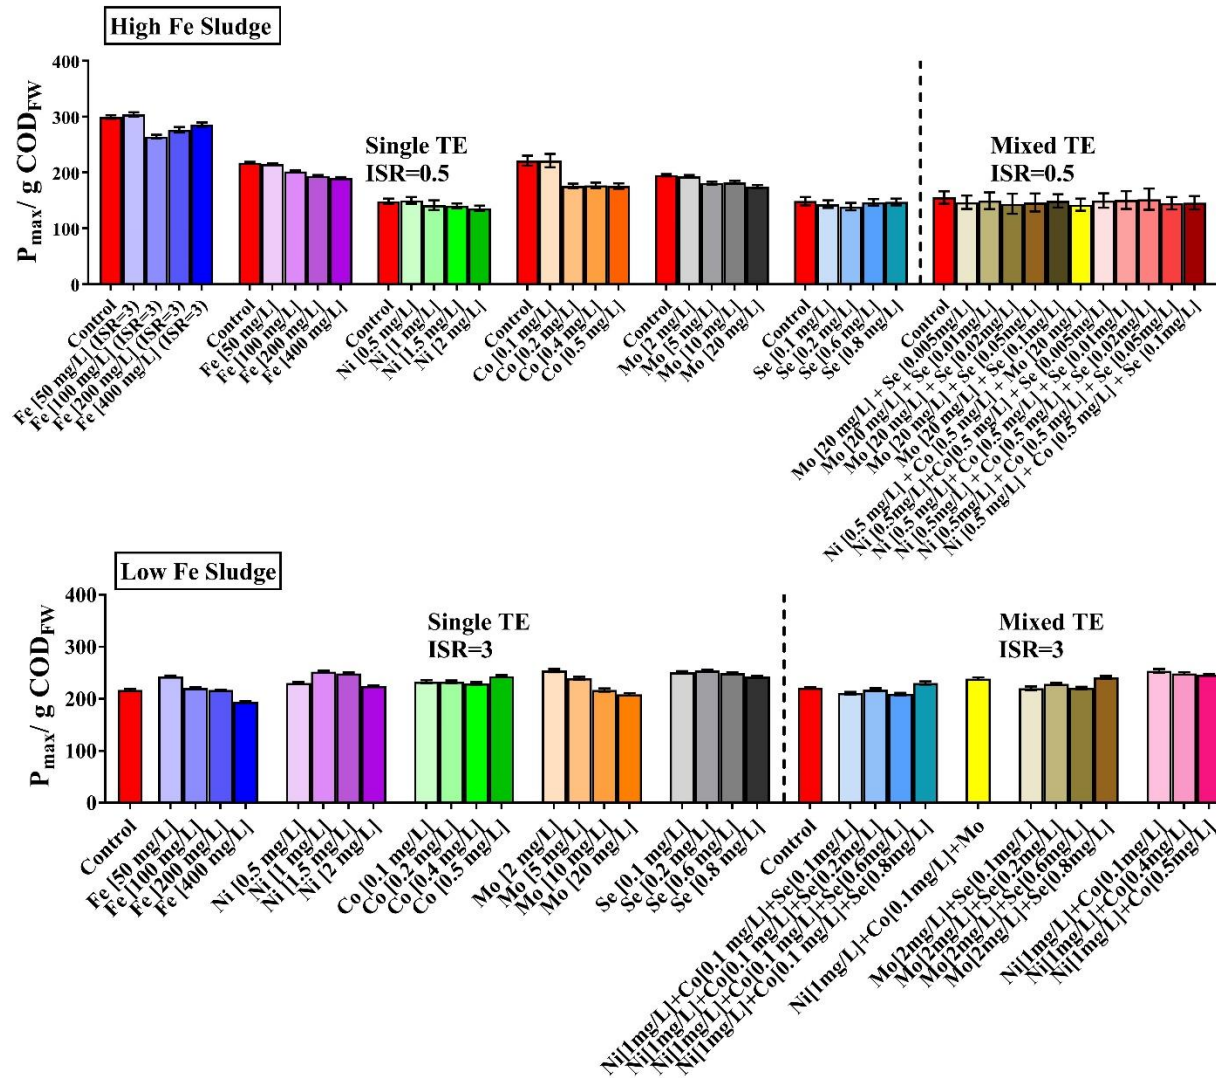 High Fe Sludge
P_max/ g COD_FW
400
300
200
100
0
Single TE
ISR=0.5
Mixed TE
ISR=0.5
Control
Fe [50 mg/L] (ISR=3)
Fe [100 mg/L] (ISR=3)
Fe [200 mg/L] (ISR=3)
Fe [400 mg/L] (ISR=3)
Control
Fe [50 mg/L]
Fe [100 mg/L]
Fe [200 mg/L]
Fe [400 mg/L]
Control
Ni [0.5 mg/L]
Ni [1 mg/L]
Ni [1.5 mg/L]
Ni [2 mg/L]
Control
Co [0.1 mg/L]
Co [0.2 mg/L]
Co [0.4 mg/L]
Co [0.5 mg/L]
Control
Mo [2 mg/L]
Mo [5 mg/L]
Mo [10 mg/L]
Mo [20 mg/L]
Control
Se [0.1 mg/L]
Se [0.2 mg/L]
Se [0.6 mg/L]
Se [0.8 mg/L]
Control
Mo [20 mg/L] + Se [0.005mg/L]
Mo [20 mg/L] + Se [0.01mg/L]
Mo [20 mg/L] + Se [0.02mg/L]
Mo [20 mg/L] + Se [0.05mg/L]
Mo [20 mg/L] + Se [0.1mg/L]
Ni [0.5 mg/L] + Co [0.5 mg/L] + Mo [20 mg/L]
Ni [0.5mg/L]+Co[0.5 mg/L] + Se [0.005mg/L]
Ni [0.5 mg/L]+ Co [0.5 mg/L] + Se [0.01mg/L]
Ni [0.5mg/L] + Co [0.5 mg/L] + Se [0.02mg/L]
Ni [0.5mg/L] + Co [0.5 mg/L] + Se [0.05mg/L]
Ni [0.5 mg/L] + Co [0.5 mg/L] + Se [0.1mg/L]
Low Fe Sludge
P_max/ g COD_FW
400
300
200
100
0
Single TE
ISR=3
Mixed TE
ISR=3
Control
Fe [50 mg/L]
Fe [100 mg/L]
Fe [200 mg/L]
Fe [400 mg/L]
Ni [0.5 mg/L]
Ni [1 mg/L]
Ni [1.5 mg/L]
Ni [2 mg/L]
Co [0.1 mg/L]
Co [0.2 mg/L]
Co [0.4 mg/L]
Co [0.5 mg/L]
Mo [2 mg/L]
Mo [5 mg/L]
Mo [10 mg/L]
Mo [20 mg/L]
Se [0.1 mg/L]
Se [0.2 mg/L]
Se [0.6 mg/L]
Se [0.8 mg/L]
Control
Ni[1mg/L]+Co[0.1 mg/L]+Se[0.1mg/L]
Ni[1mg/L]+Co[0.1 mg/L]+Se[0.2mg/L]
Ni[1mg/L]+Co[0.1 mg/L]+Se[0.6mg/L]
Ni[1mg/L]+Co[0.1 mg/L]+Se[0.8mg/L]
Ni[1mg/L]+Co[0.1mg/L]+Mo
Mo[2mg/L]+Se[0.1mg/L]
Mo[2mg/L]+Se[0.2mg/L]
Mo[2mg/L]+Se[0.6mg/L]
Mo[2mg/L]+Se[0.8mg/L]
Ni[1mg/L]+Co[0.1mg/L]
Ni[1mg/L]+Co[0.4mg/L]
Ni[1mg/L]+Co[0.5mg/L]